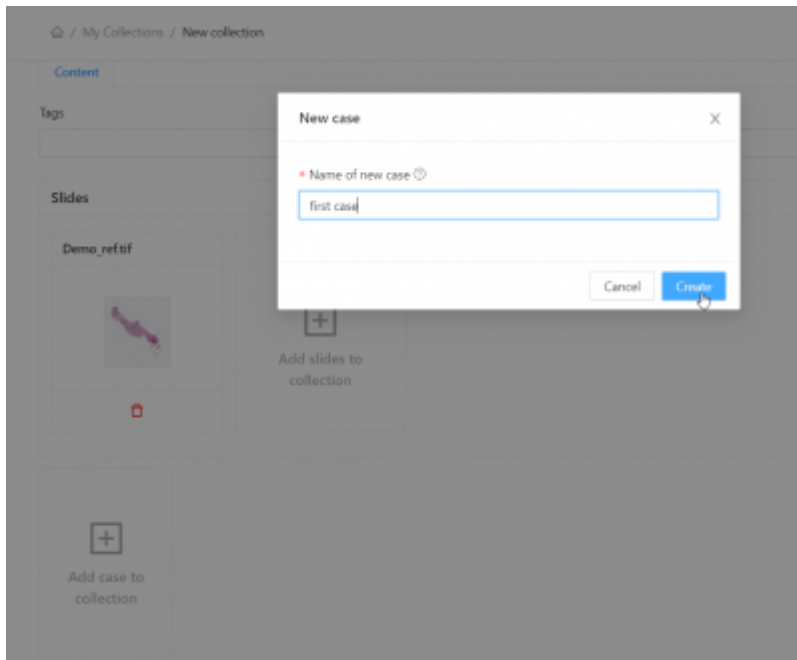 / My Collections / New collection
Content
Tags
New case
* Name of new case
first case
Cancel
Create
Slides
Demo_ref.tif
Add slides to
collection
Add case to
collection